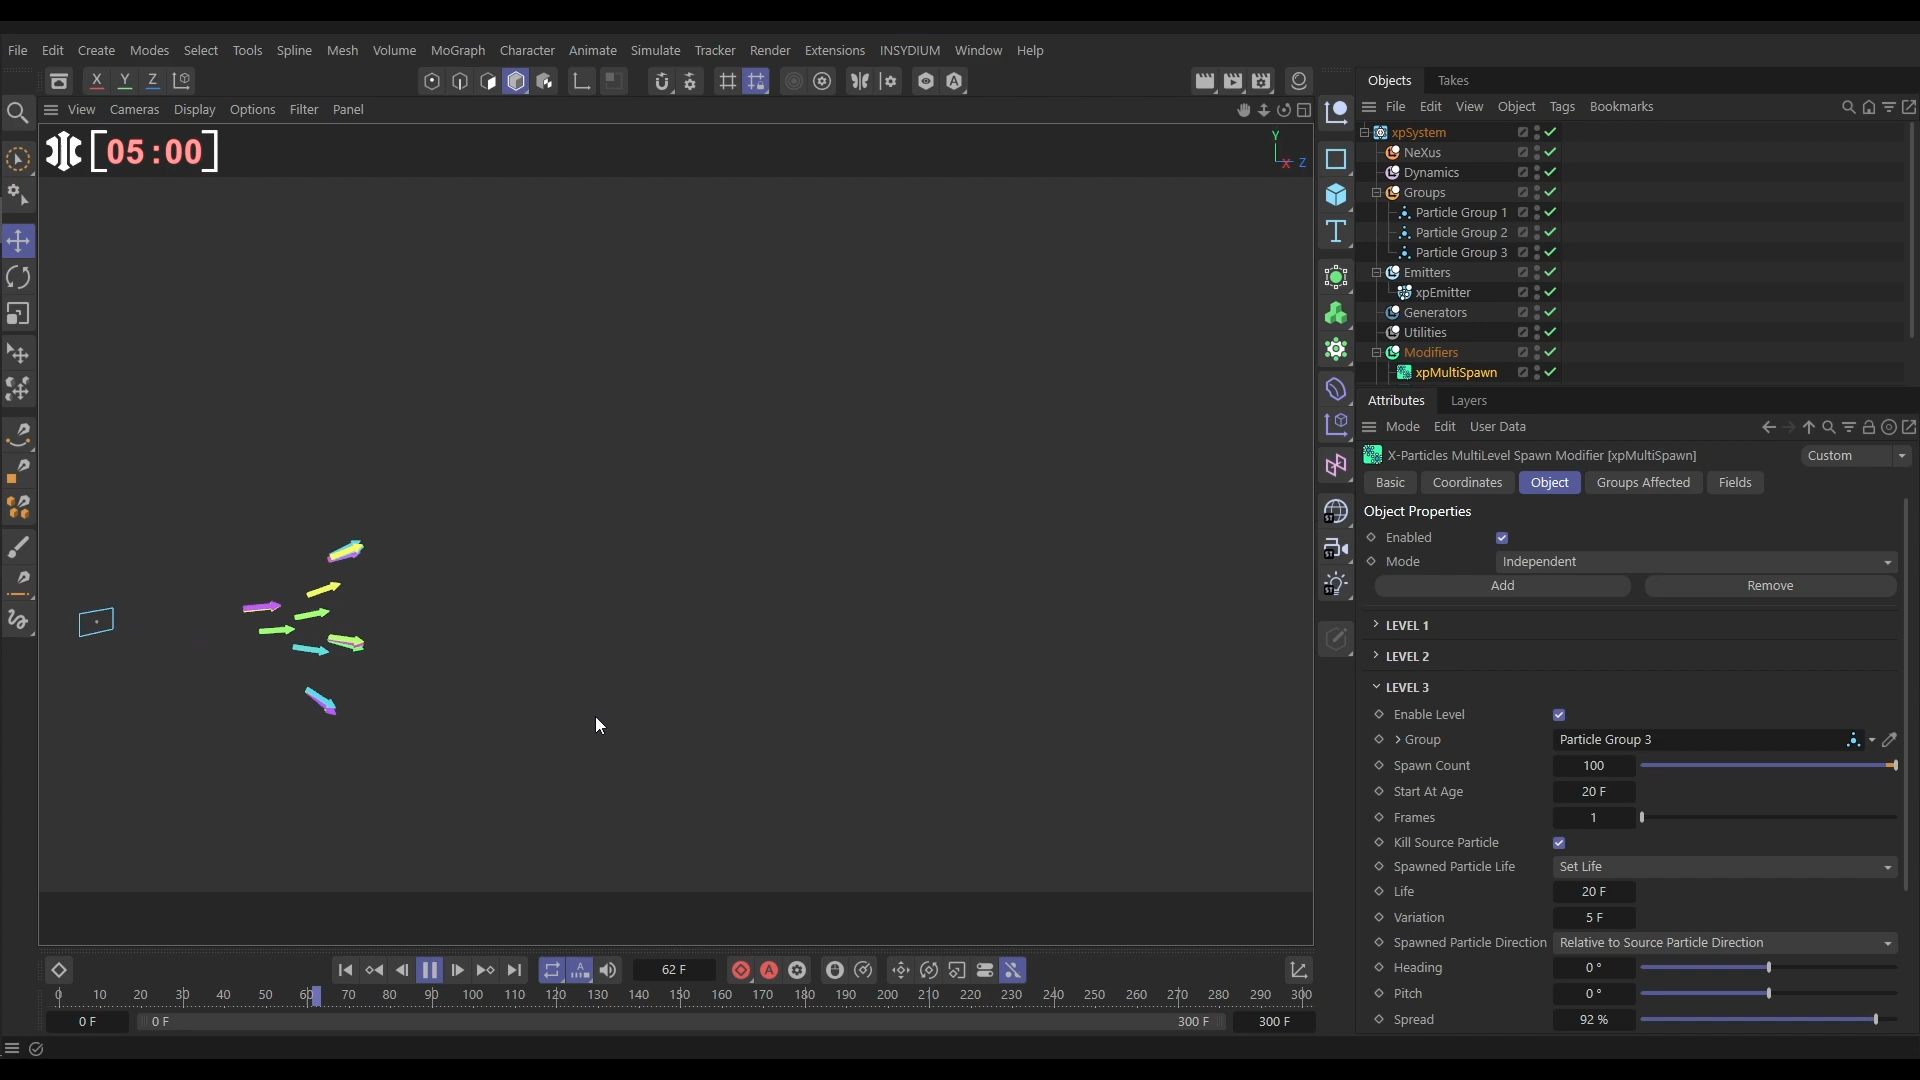 File Edit Create Modes Select Tools Spline Mesh Volume MoGraph Character Animate Simulate Tracker Render Extensions INSYDIUM Window Help
X Y Z
View Cameras Display Options Filter Panel
[05:00]
Y
X Z
Objects Takes
File Edit View Object Tags Bookmarks
xpSystem
NeXus
Dynamics
Groups
Particle Group 1
Particle Group 2
Particle Group 3
Emitters
xpEmitter
Generators
Utilities
Modifiers
xpMultiSpawn
Attributes Layers
Mode Edit User Data
X-Particles MultiLevel Spawn Modifier [xpMultiSpawn] Custom
Basic Coordinates Object Groups Affected Fields
Object Properties
Enabled
Mode Independent
Add Remove
LEVEL 1
LEVEL 2
LEVEL 3
Enable Level
Group Particle Group 3
Spawn Count 100
Start At Age 20 F
Frames 1
Kill Source Particle
Spawned Particle Life Set Life
Life 20 F
Variation 5 F
Spawned Particle Direction Relative to Source Particle Direction
Heading 0 °
Pitch 0 °
Spread 92 %
62 F
0 10 20 30 40 50 60 70 80 90 100 110 120 130 140 150 160 170 180 190 200 210 220 230 240 250 260 270 280 290 300
0 F 0 F 300 F 300 F